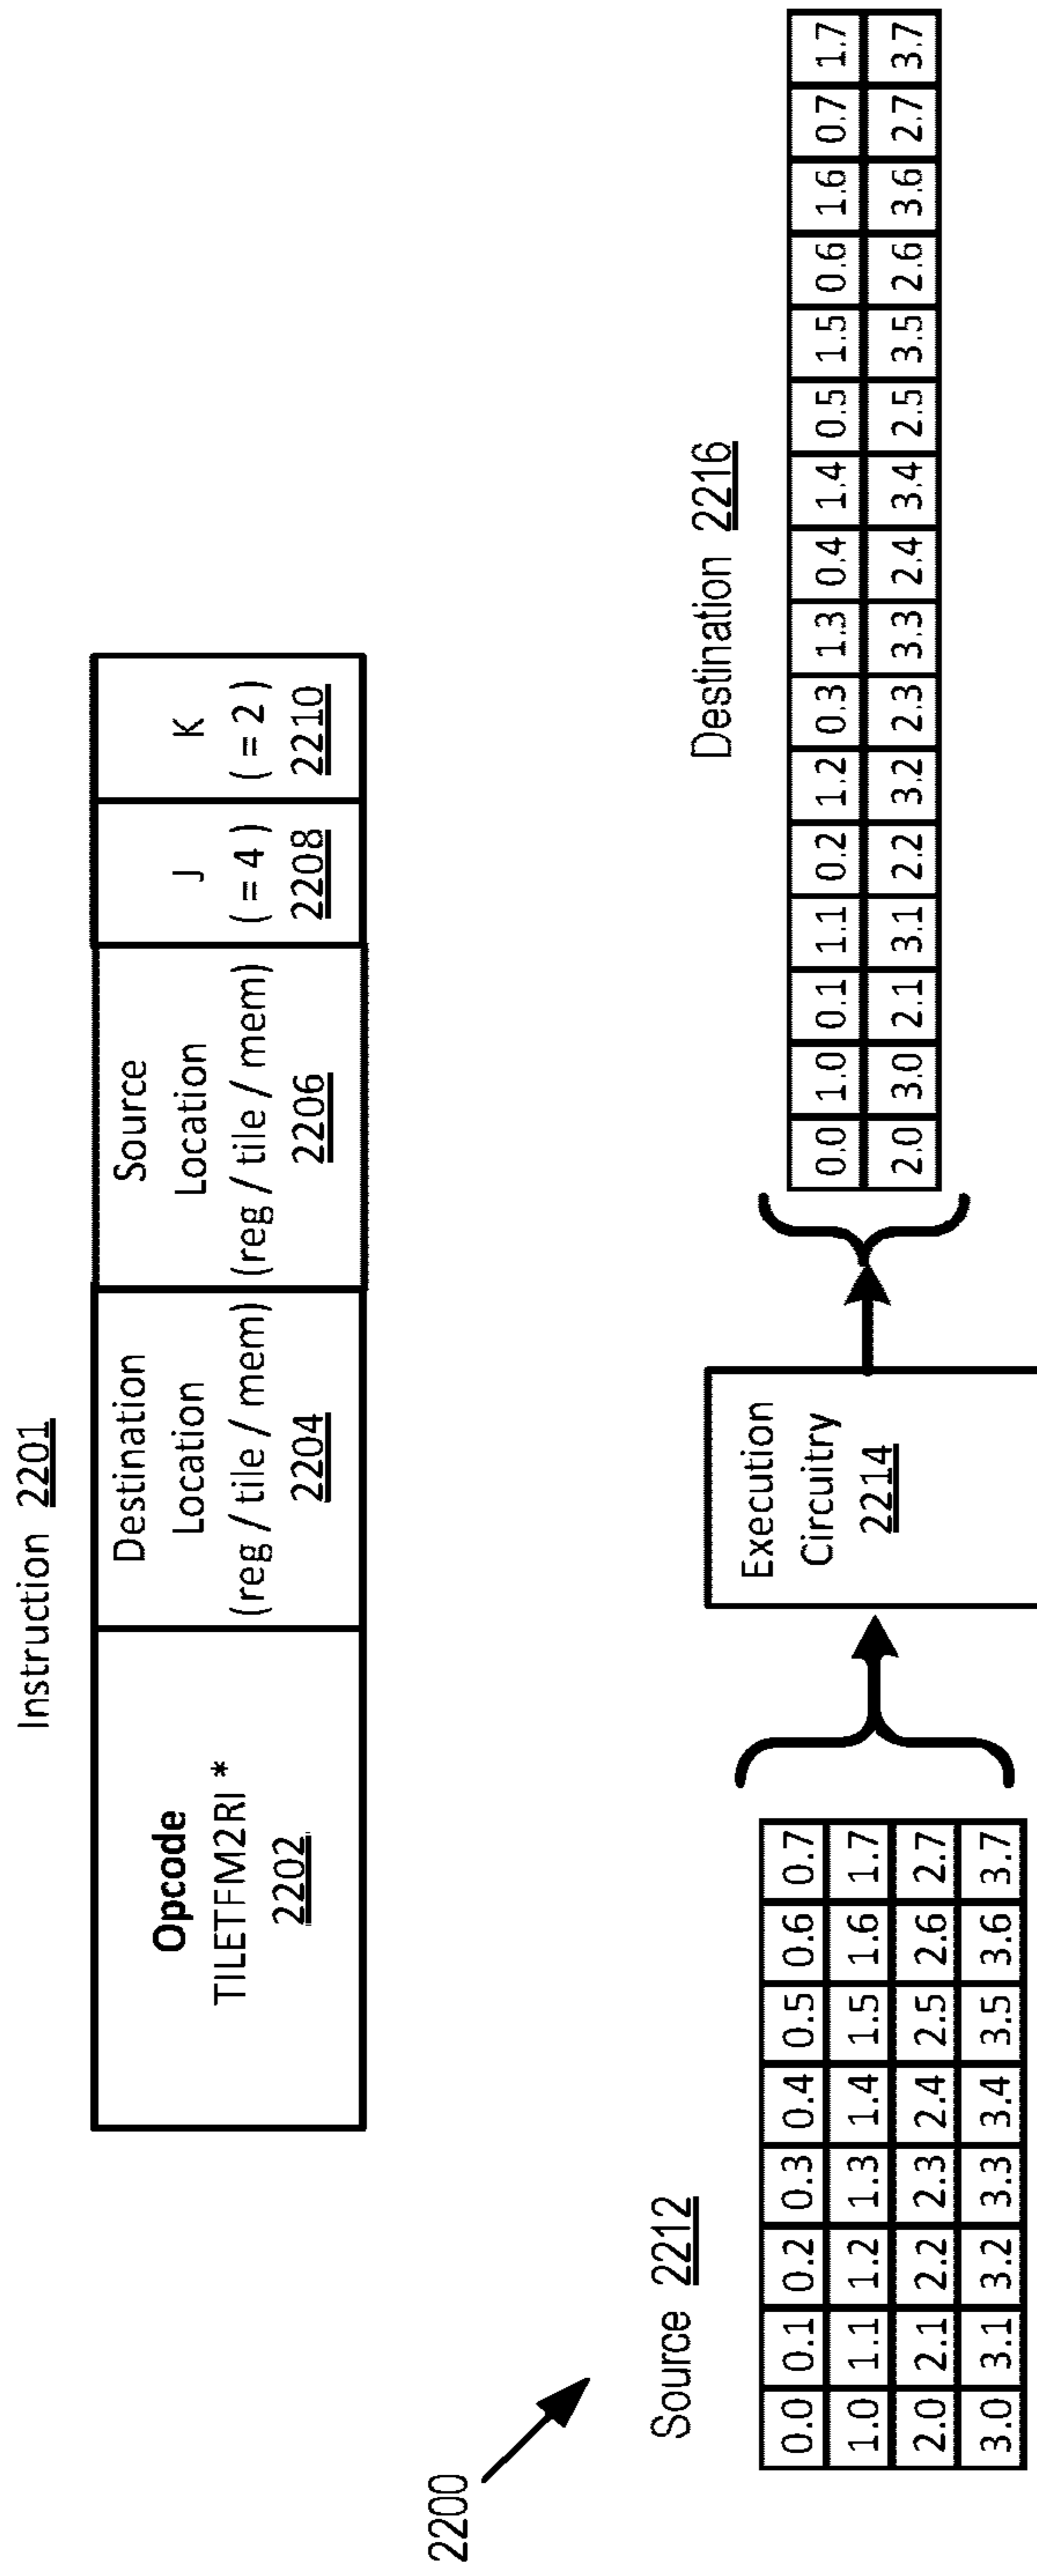 Instruction 2201
Opcode
TILETFM2RI *
2202
Destination
Location
(reg / tile / mem)
2204
Source
Location
(reg / tile / mem)
2206
J
( = 4 )
2208
K
( = 2 )
2210
2200
Source 2212
0.0 0.1 0.2 0.3 0.4 0.5 0.6 0.7
1.0 1.1 1.2 1.3 1.4 1.5 1.6 1.7
2.0 2.1 2.2 2.3 2.4 2.5 2.6 2.7
3.0 3.1 3.2 3.3 3.4 3.5 3.6 3.7
Execution
Circuitry
2214
Destination 2216
0.0 1.0 0.1 1.1 0.2 1.2 0.3 1.3 0.4 1.4 0.5 1.5 0.6 1.6 0.7 1.7
2.0 3.0 2.1 3.1 2.2 3.2 2.3 3.3 2.4 3.4 2.5 3.5 2.6 3.6 2.7 3.7